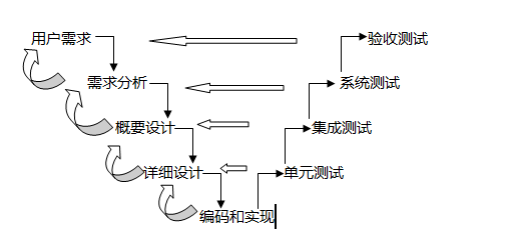 用户需求
验收测试
需求分析
系统测试
概要设计
集成测试
详细设计
单元测试
编码和实现